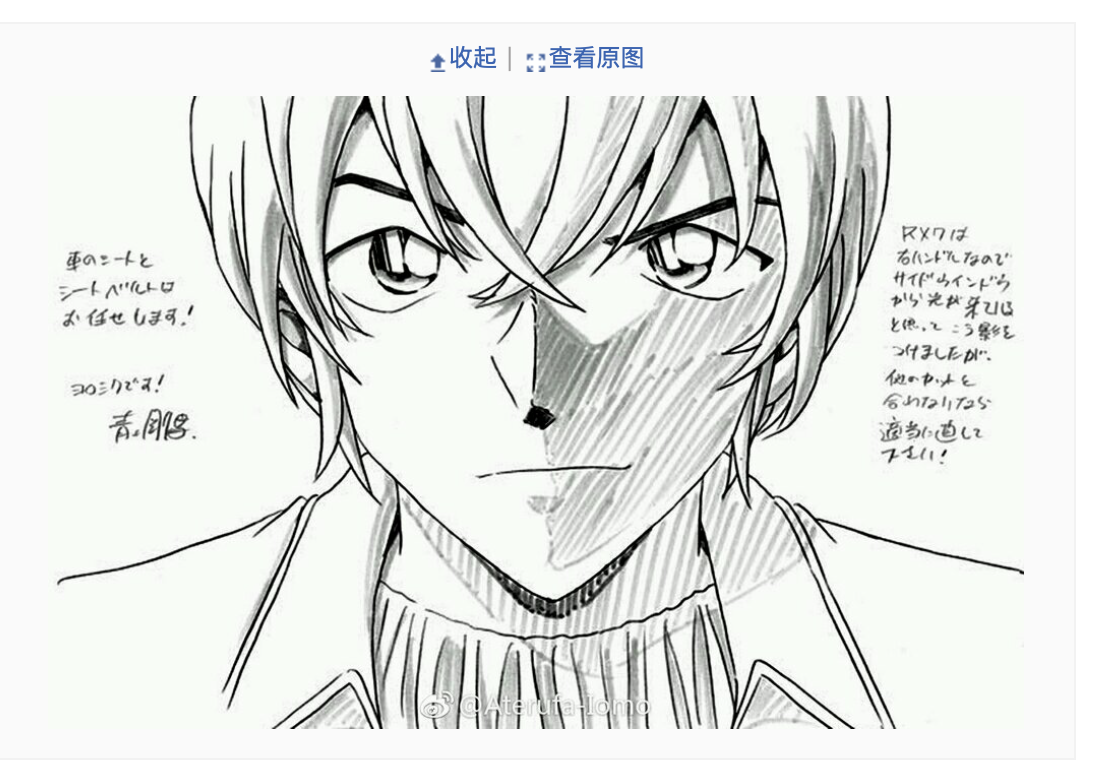 收起 | 查看原图
車のシートと
シートベルトは
お任せします!
ヨロシクです!
青山剛昌.
RX7は
右ハンドルなので
サイドウインドウ
から光が
と思って こう影を
つけましたが、
他のカットと
合わないなら
適当に直して
下さい!
@Aterufa-Iomo